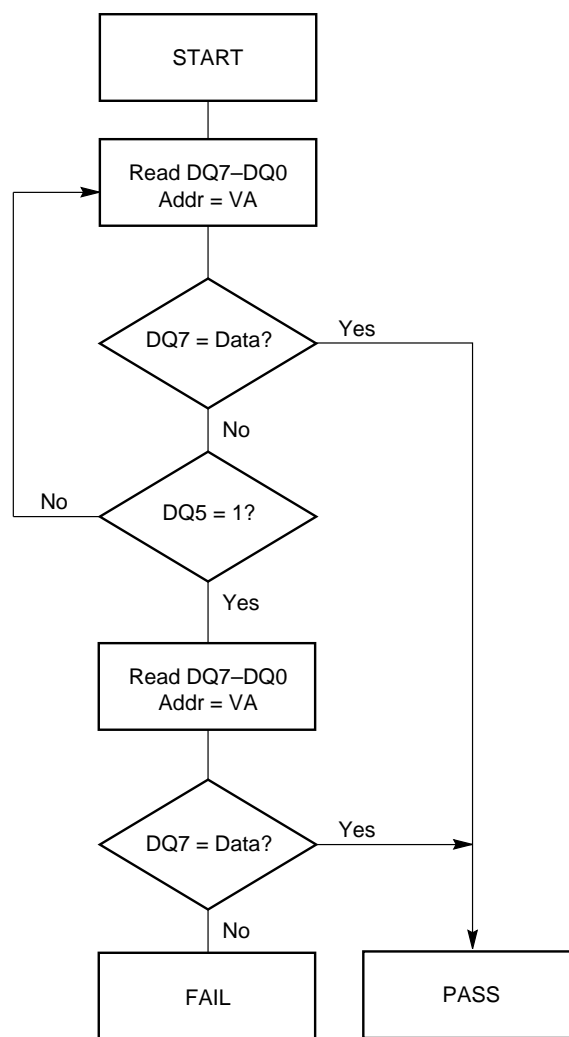 START
Read DQ7–DQ0
Addr = VA
DQ7 = Data?
Yes
No
No
DQ5 = 1?
Yes
Read DQ7–DQ0
Addr = VA
DQ7 = Data?
Yes
No
FAIL
PASS